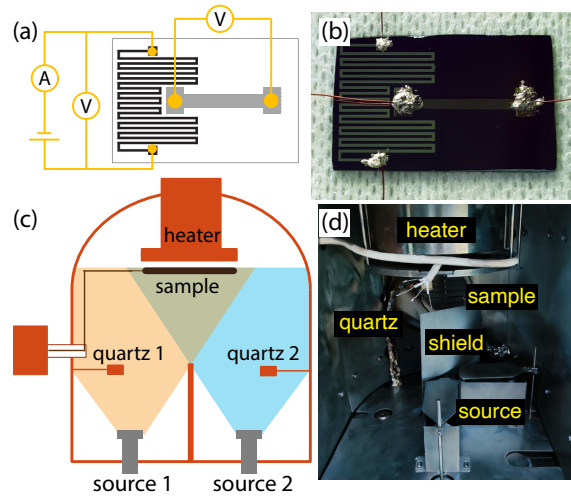 (a)
V
A
V
(b)
(c)
heater
sample
quartz 1
quartz 2
source 1
source 2
(d)
heater
sample
quartz
shield
source